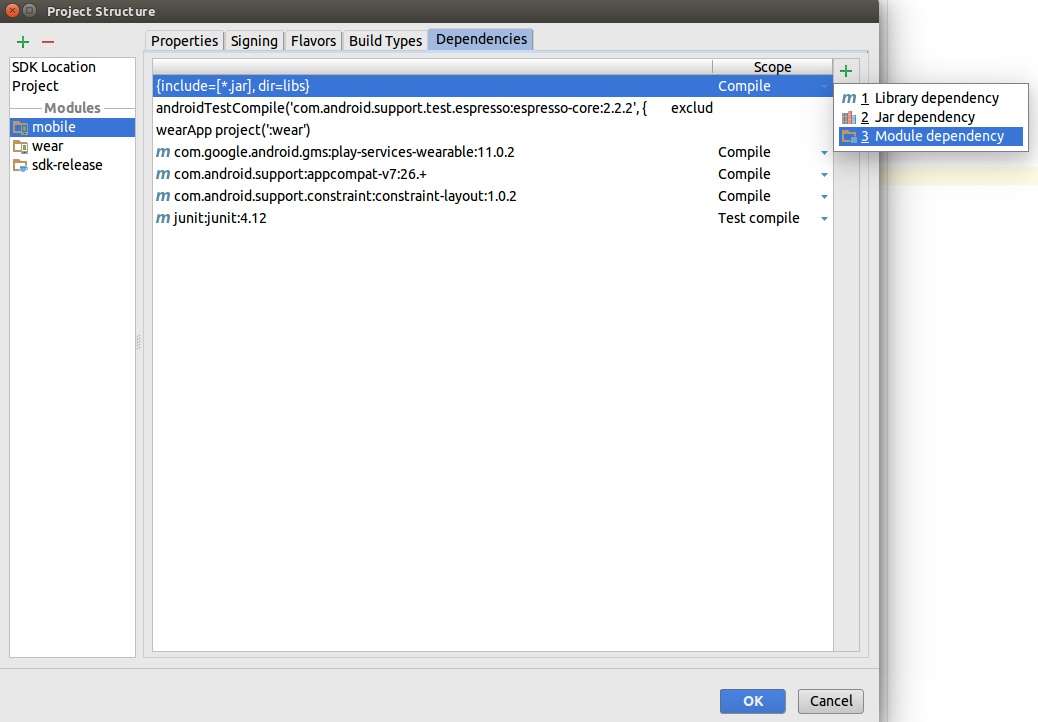 Project Structure
Properties Signing Flavors Build Types Dependencies
SDK Location
Project
Modules
mobile
wear
sdk-release
Scope
{include=[*.jar], dir=libs} Compile
androidTestCompile('com.android.support.test.espresso:espresso-core:2.2.2', { exclud
wearApp project(':wear')
m com.google.android.gms:play-services-wearable:11.0.2 Compile
m com.android.support:appcompat-v7:26.+ Compile
m com.android.support.constraint:constraint-layout:1.0.2 Compile
m junit:junit:4.12 Test compile
m 1 Library dependency
2 Jar dependency
3 Module dependency
OK Cancel